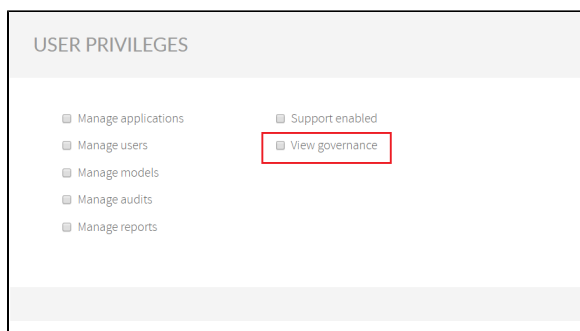 USER PRIVILEGES
Manage applications
Support enabled
Manage users
View governance
Manage models
Manage audits
Manage reports